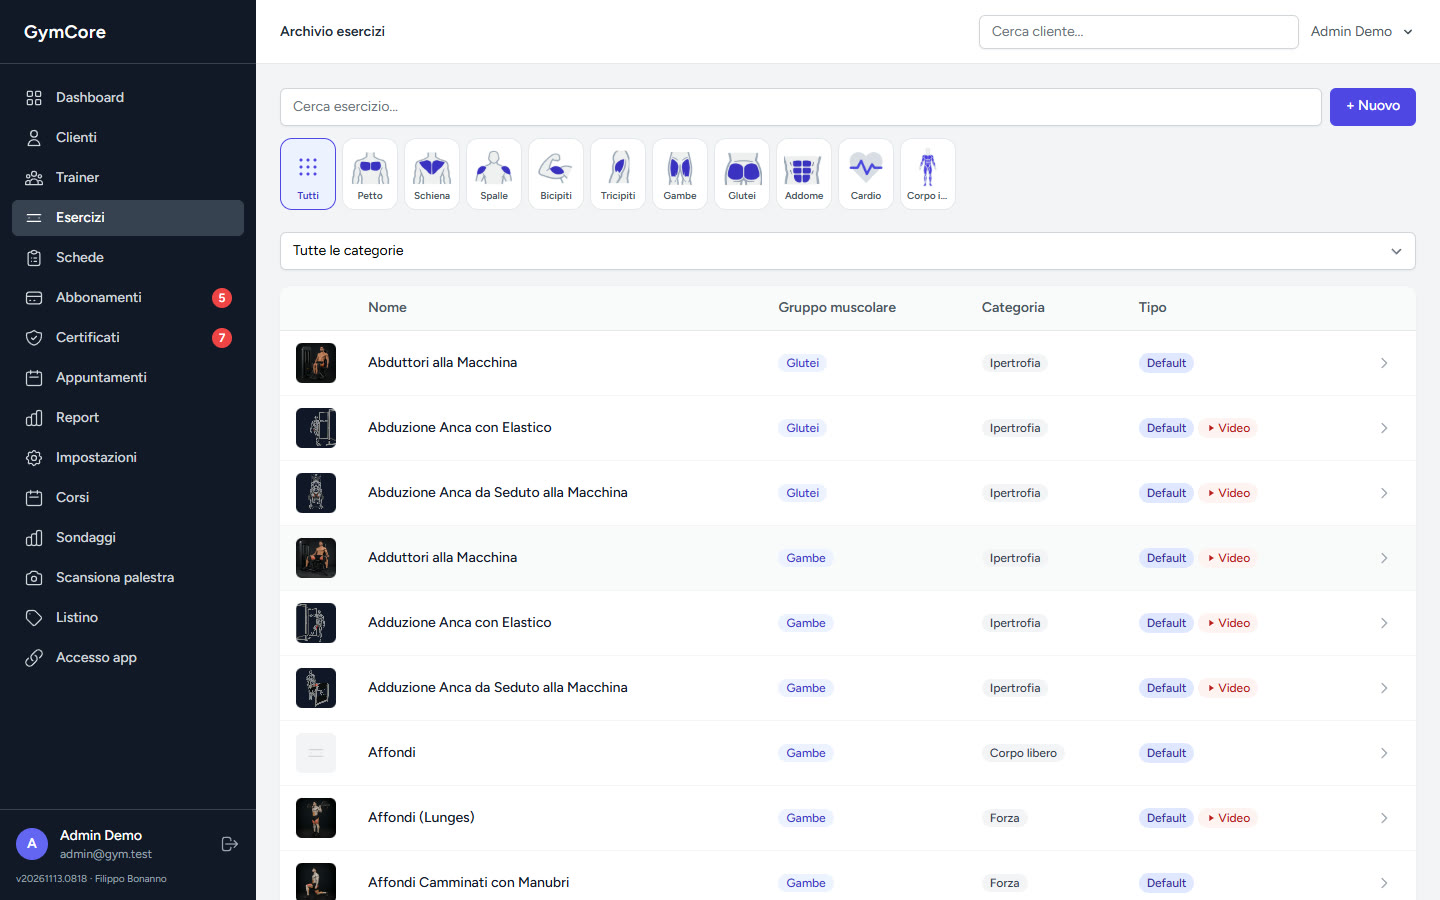 GymCore
Archivio esercizi
Cerca cliente...
Admin Demo
Dashboard
Clienti
Trainer
Esercizi
Schede
Abbonamenti 5
Certificati 7
Appuntamenti
Report
Impostazioni
Corsi
Sondaggi
Scansiona palestra
Listino
Accesso app
A
Admin Demo
admin@gym.test
v20261113.0818 · Filippo Bonanno
Cerca esercizio...
+ Nuovo
Tutti Petto Schiena Spalle Bicipiti Tricipiti Gambe Glutei Addome Cardio Corpo i...
Tutte le categorie
Nome Gruppo muscolare Categoria Tipo
Abduttori alla Macchina Glutei Ipertrofia Default
Abduzione Anca con Elastico Glutei Ipertrofia Default Video
Abduzione Anca da Seduto alla Macchina Glutei Ipertrofia Default Video
Adduttori alla Macchina Gambe Ipertrofia Default Video
Adduzione Anca con Elastico Gambe Ipertrofia Default Video
Adduzione Anca da Seduto alla Macchina Gambe Ipertrofia Default Video
Affondi Gambe Corpo libero Default
Affondi (Lunges) Gambe Forza Default Video
Affondi Camminati con Manubri Gambe Forza Default